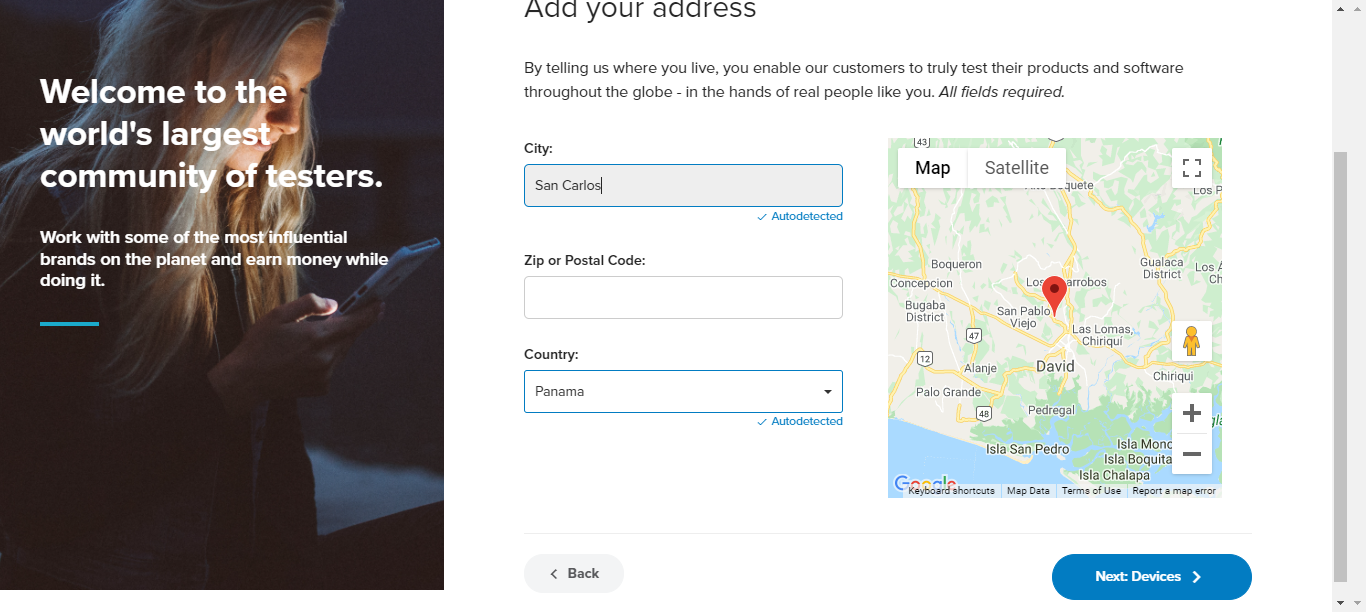 Welcome to the
world's largest
community of testers.
Work with some of the most influential
brands on the planet and earn money while
doing it.
Add your address
By telling us where you live, you enable our customers to truly test their products and software
throughout the globe - in the hands of real people like you. All fields required.
City:
San Carlos
Autodetected
Zip or Postal Code:
Country:
Panama
Autodetected
43
Map Satellite
Boquete
Los P
Boqueron
Gualaca
District
Los
Concepcion
Bugaba
District
San Pablo
Viejo
Las Lomas,
Chiriquí
47
12
Alanje
David
Chiriqui
Palo Grande
48
Pedregal
Isla San Pedro
Isla Mono
Isla Boquita
Isla Chalapa
Google
Keyboard shortcuts Map Data Terms of Use Report a map error
Back
Next: Devices